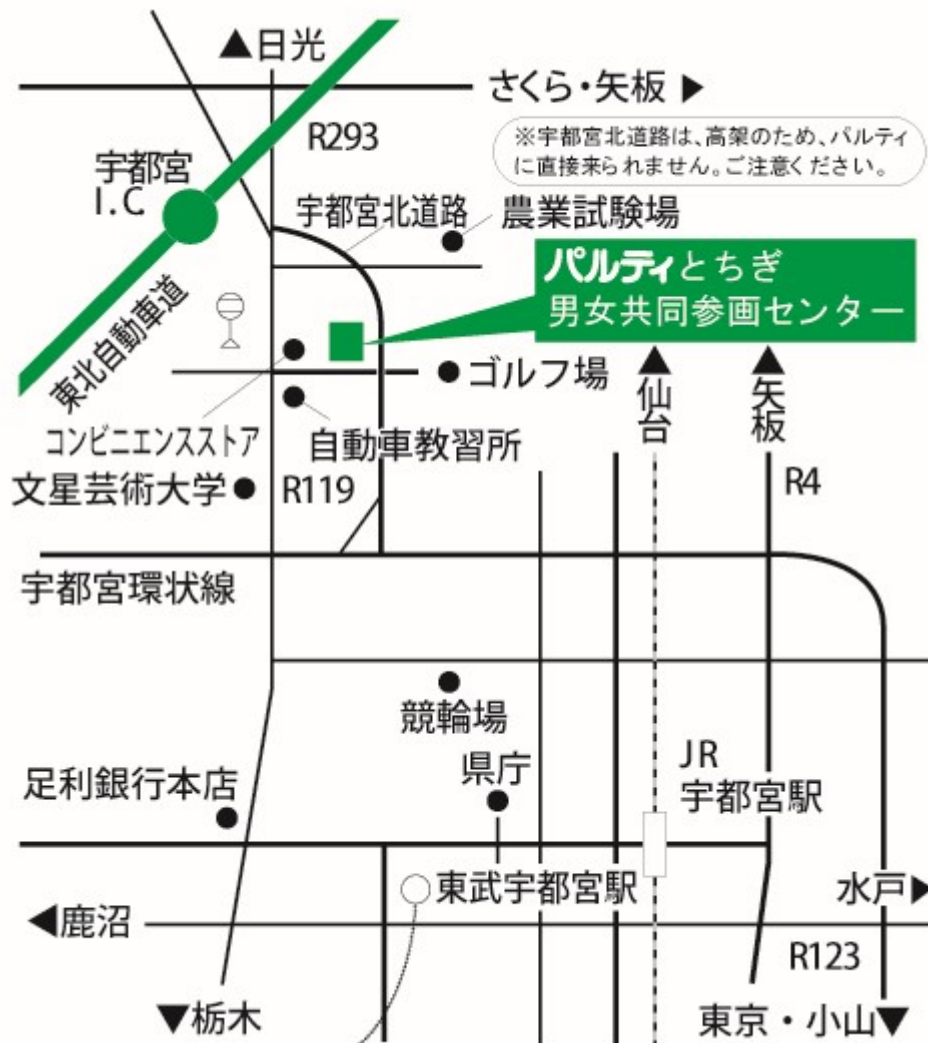 ▲日光
さくら・矢板 ▶
R293
※宇都宮北道路は、高架のため、パルティ
に直接来られません。ご注意ください。
宇都宮
I.C.
宇都宮北道路
農業試験場
パルティとちぎ
男女共同参画センター
東北自動車道
ゴルフ場
▲仙台
▲矢板
コンビニエンスストア
自動車教習所
文星芸術大学
R119
R4
宇都宮環状線
競輪場
県庁
JR
宇都宮駅
足利銀行本店
東武宇都宮駅
水戸▶
◀鹿沼
R123
▼栃木
東京・小山▼